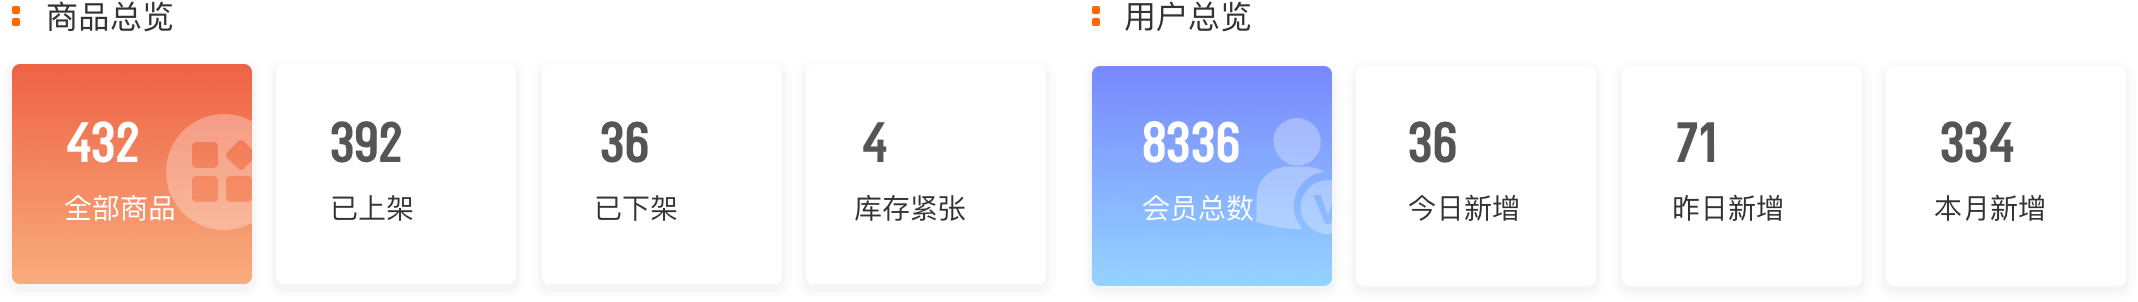 商品总览
432
全部商品
392
已上架
36
已下架
4
库存紧张
用户总览
8336
会员总数
36
今日新增
71
昨日新增
334
本月新增